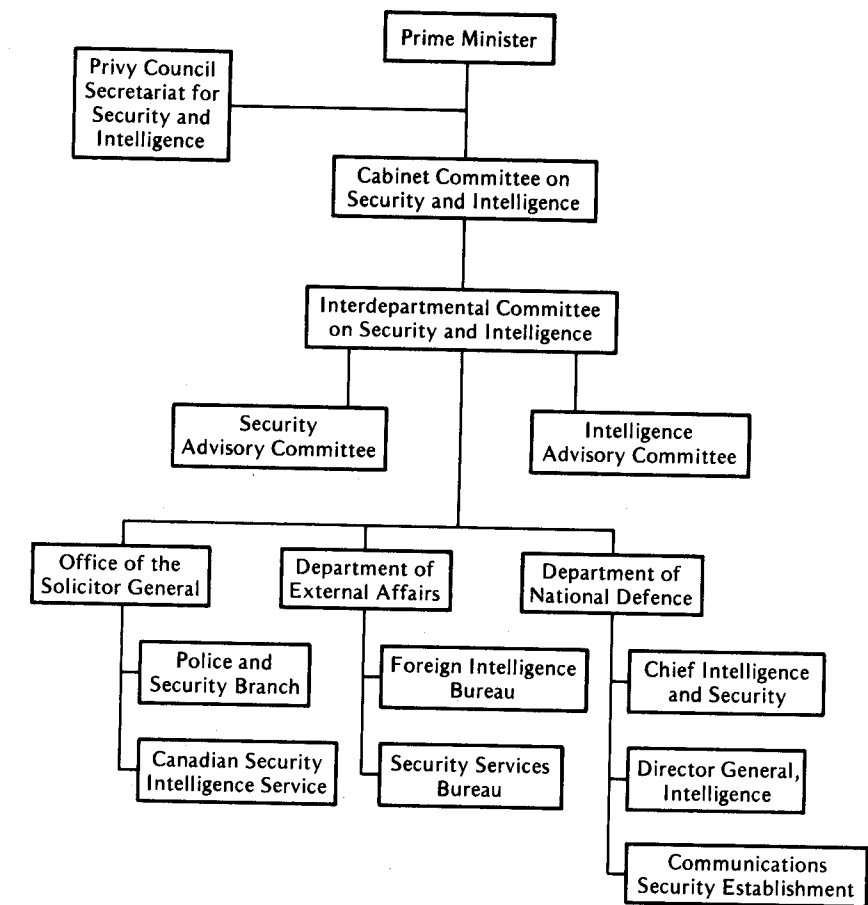 Prime Minister
Privy Council
Secretariat for
Security and
Intelligence
Cabinet Committee on
Security and Intelligence
Interdepartmental Committee
on Security and Intelligence
Security
Advisory Committee
Intelligence
Advisory Committee
Office of the
Solicitor General
Department of
External Affairs
Department of
National Defence
Police and
Security Branch
Foreign Intelligence
Bureau
Chief Intelligence
and Security
Canadian Security
Intelligence Service
Security Services
Bureau
Director General,
Intelligence
Communications
Security Establishment